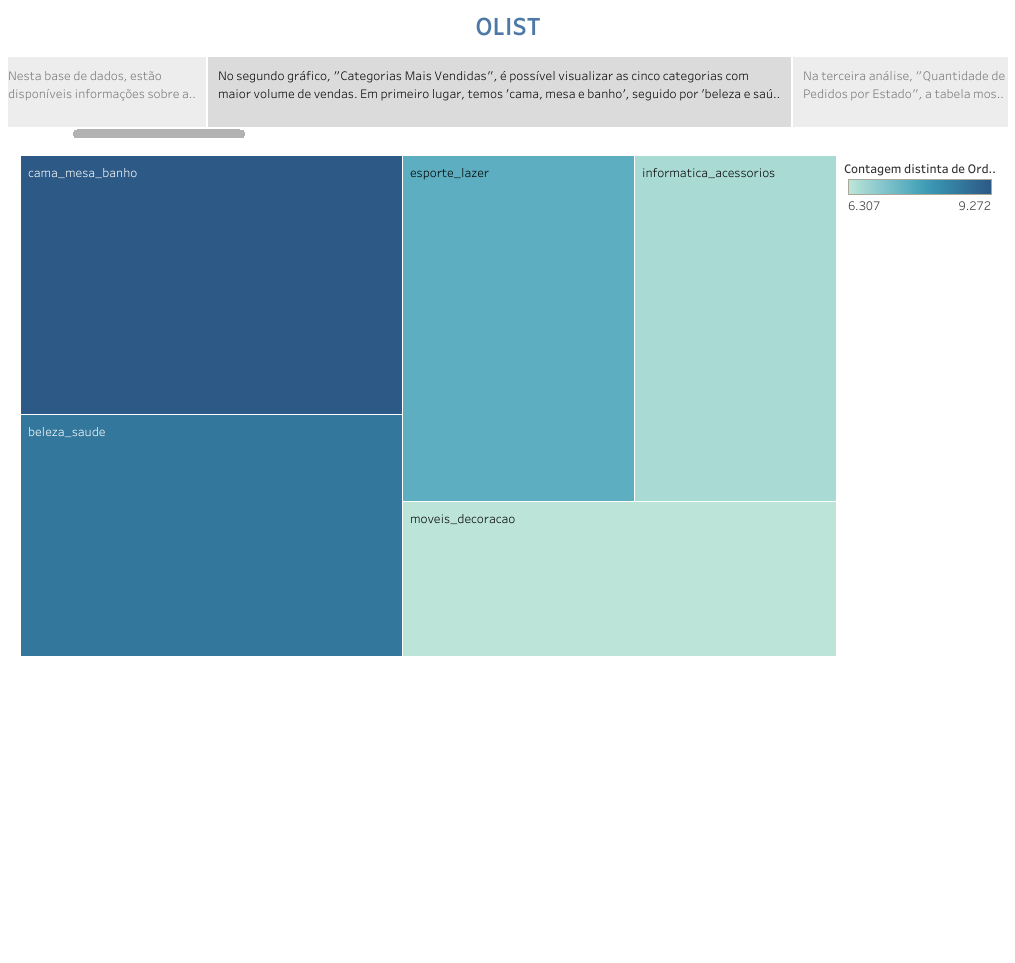 OLIST
Nesta base de dados, estão
disponíveis informações sobre a..
No segundo gráfico, "Categorias Mais Vendidas", é possível visualizar as cinco categorias com
maior volume de vendas. Em primeiro lugar, temos 'cama, mesa e banho', seguido por 'beleza e saú..
Na terceira análise, "Quantidade de
Pedidos por Estado", a tabela mos..
cama_mesa_banho
esporte_lazer
informatica_acessorios
Contagem distinta de Ord..
6.307
9.272
beleza_saude
moveis_decoracao